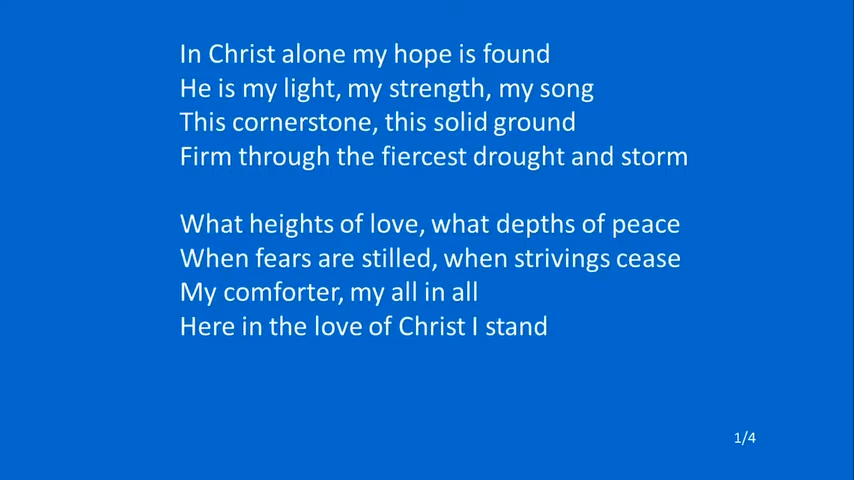 In Christ alone my hope is found
He is my light, my strength, my song
This cornerstone, this solid ground
Firm through the fiercest drought and storm
What heights of love, what depths of peace
When fears are stilled, when strivings cease
My comforter, my all in all
Here in the love of Christ I stand
1/4